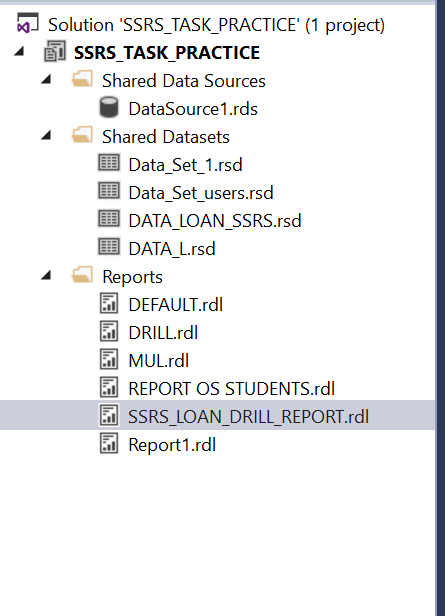 Solution 'SSRS_TASK_PRACTICE' (1 project)
SSRS_TASK_PRACTICE
Shared Data Sources
DataSource1.rds
Shared Datasets
Data_Set_1.rsd
Data_Set_users.rsd
DATA_LOAN_SSRS.rsd
DATA_L.rsd
Reports
DEFAULT.rdl
DRILL.rdl
MUL.rdl
REPORT OS STUDENTS.rdl
SSRS_LOAN_DRILL_REPORT.rdl
Report1.rdl